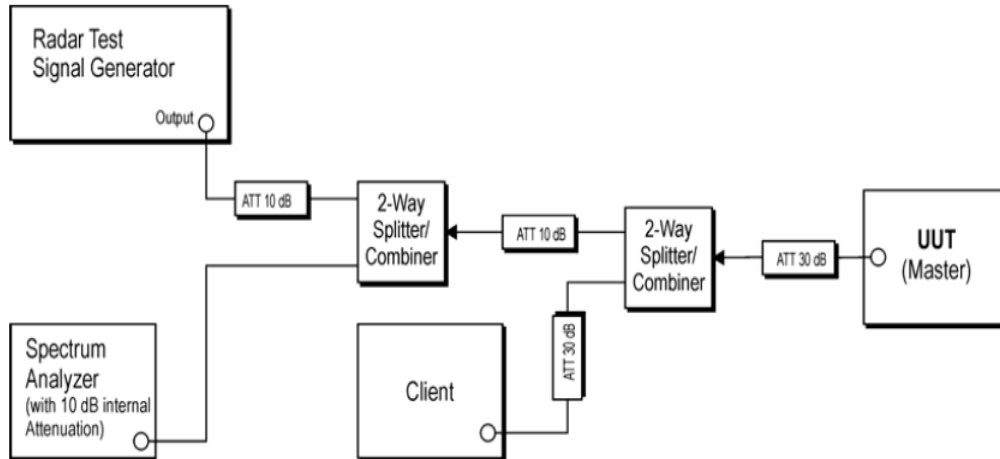 Radar Test
Signal Generator
Output
ATT 10 dB
2-Way
Splitter/
Combiner
ATT 10 dB
2-Way
Splitter/
Combiner
ATT 30 dB
UUT
(Master)
Spectrum
Analyzer
(with 10 dB internal
Attenuation)
Client
ATT 30 dB